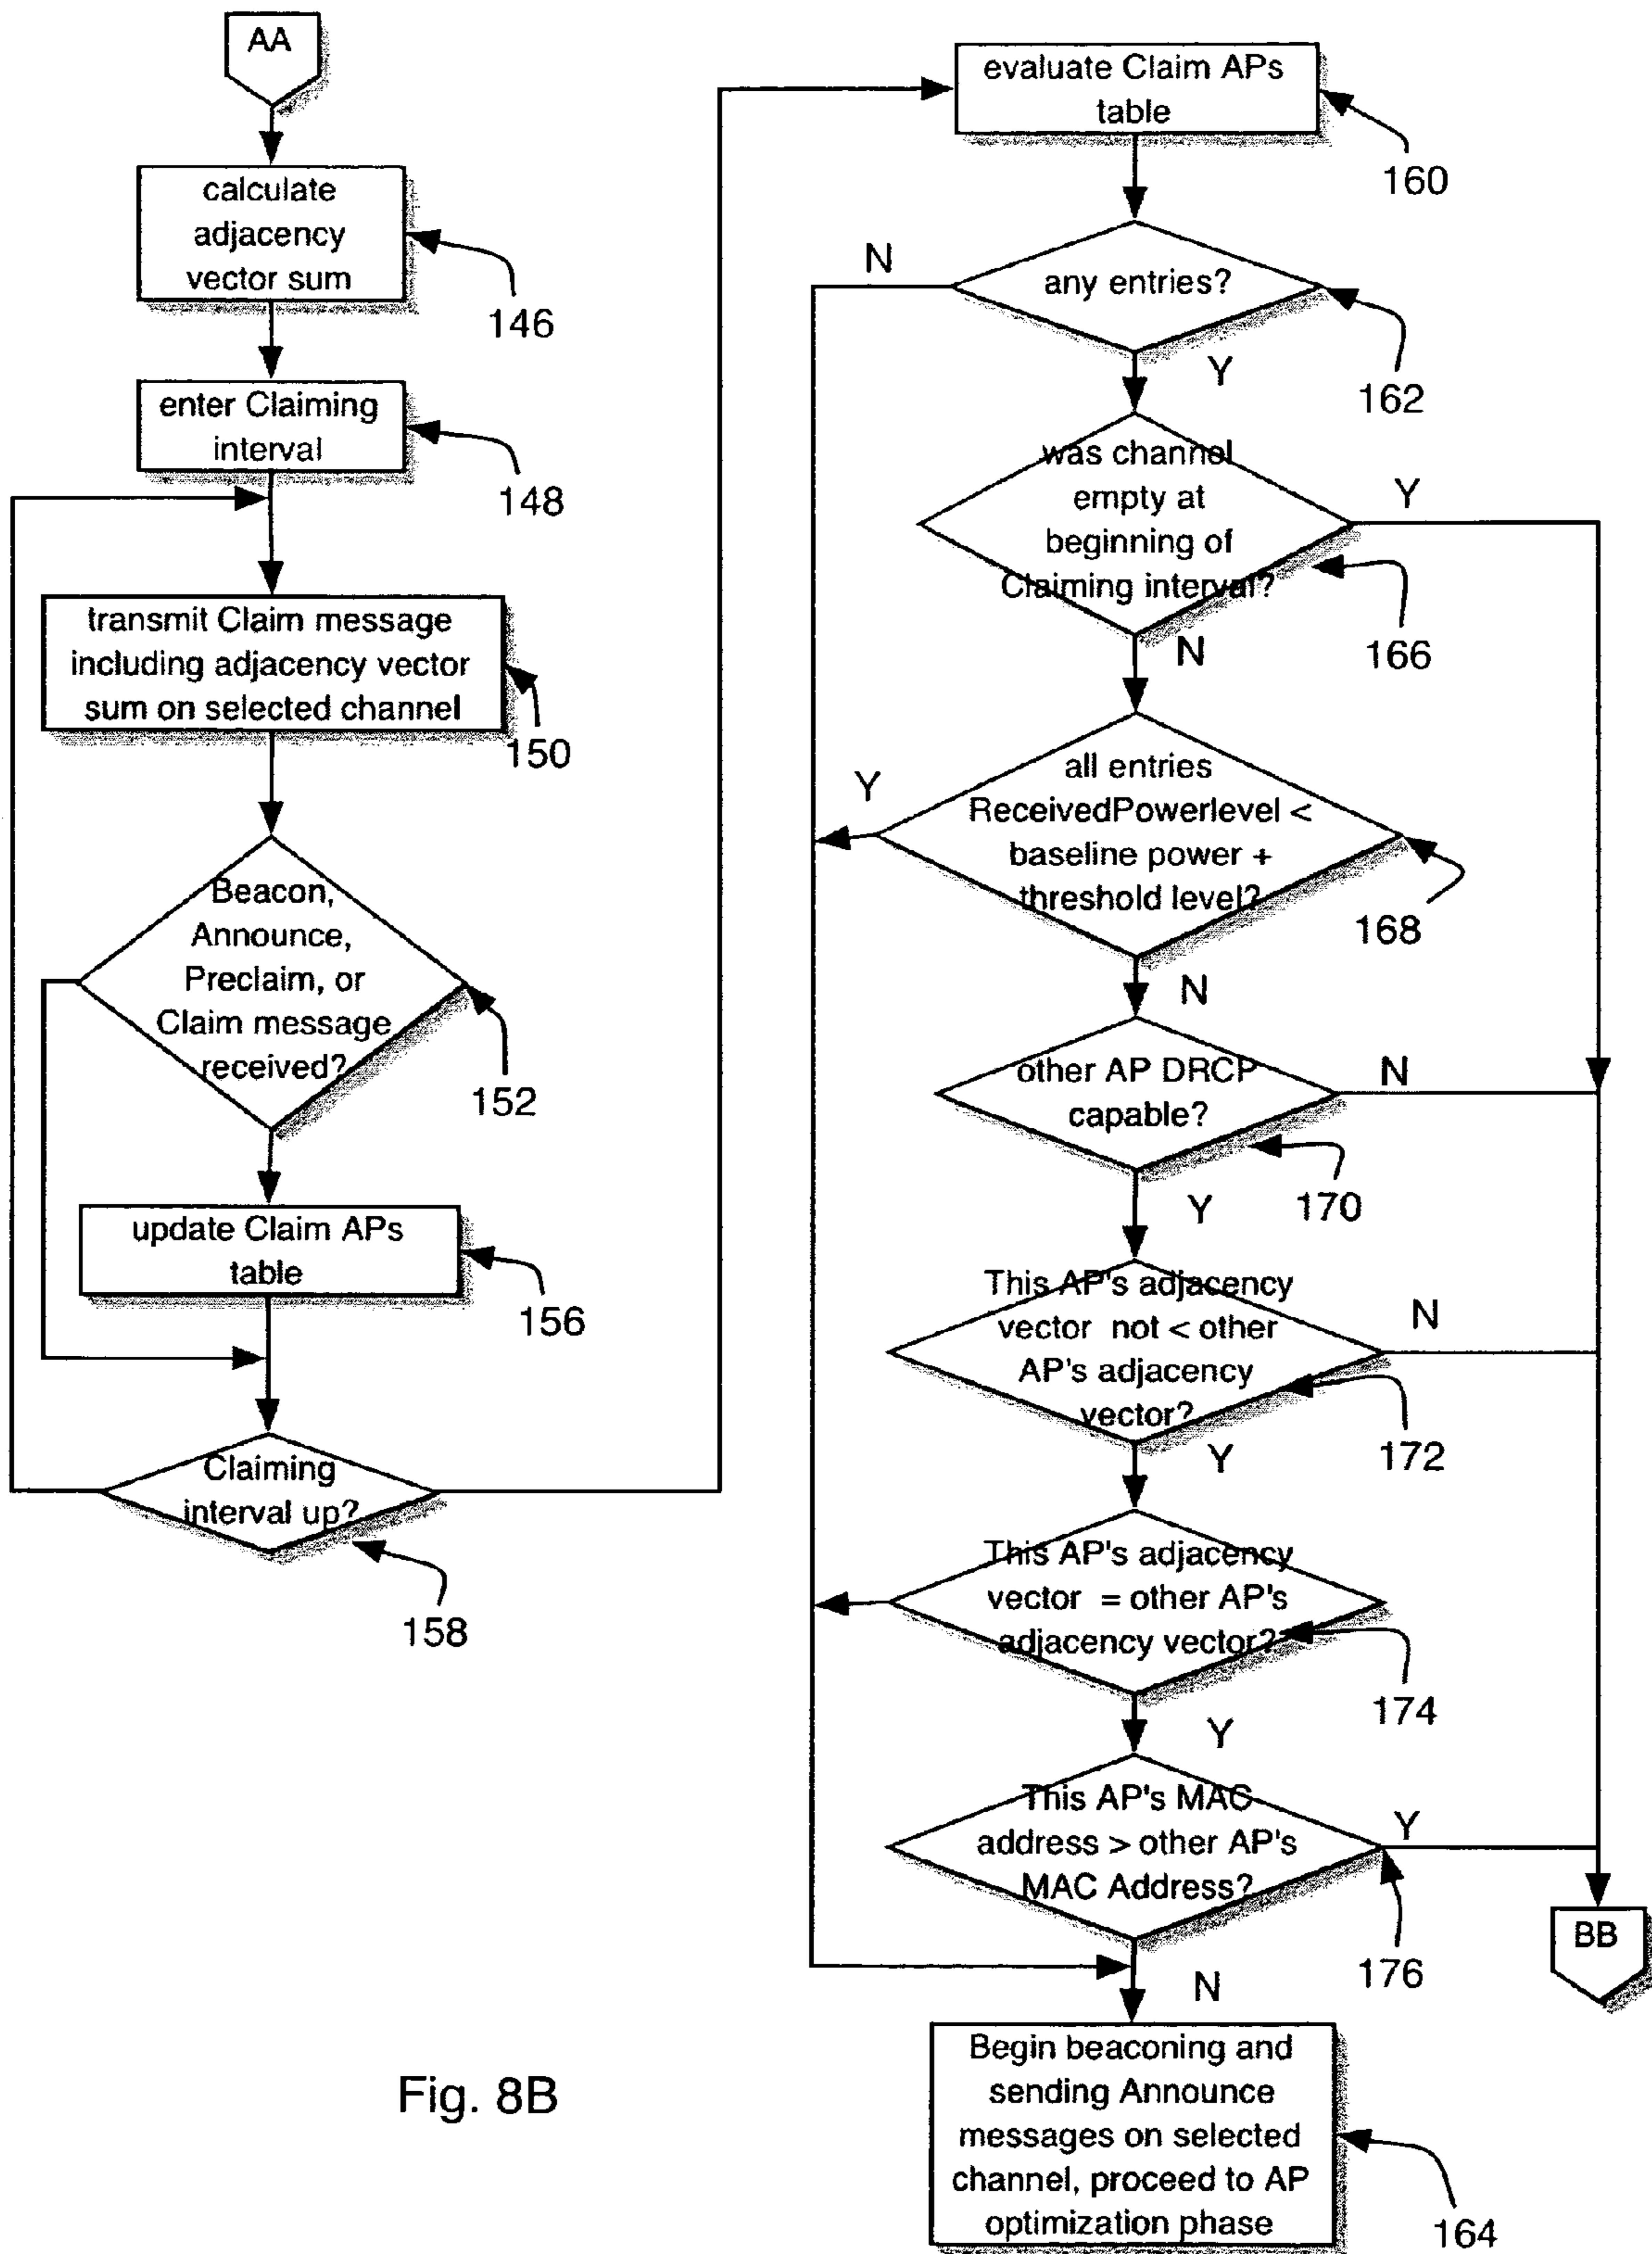 AA
calculate
adjacency
vector sum
146
enter Claiming
interval
148
transmit Claim message
including adjacency vector
sum on selected channel
150
Beacon,
Announce,
Preclaim, or
Claim message
received?
152
update Claim APs
table
156
Claiming
interval up?
158
evaluate Claim APs
table
160
any entries?
N
Y
162
was channel
empty at
beginning of
Claiming interval?
Y
N
166
all entries
ReceivedPowerlevel <
baseline power +
threshold level?
Y
N
168
other AP DRCP
capable?
N
Y
170
This AP's adjacency
vector not < other
AP's adjacency
vector?
N
Y
172
This AP's adjacency
vector = other AP's
adjacency vector?
Y
174
This AP's MAC
address > other AP's
MAC Address?
Y
N
176
BB
Begin beaconing and
sending Announce
messages on selected
channel, proceed to AP
optimization phase
164
Fig. 8B